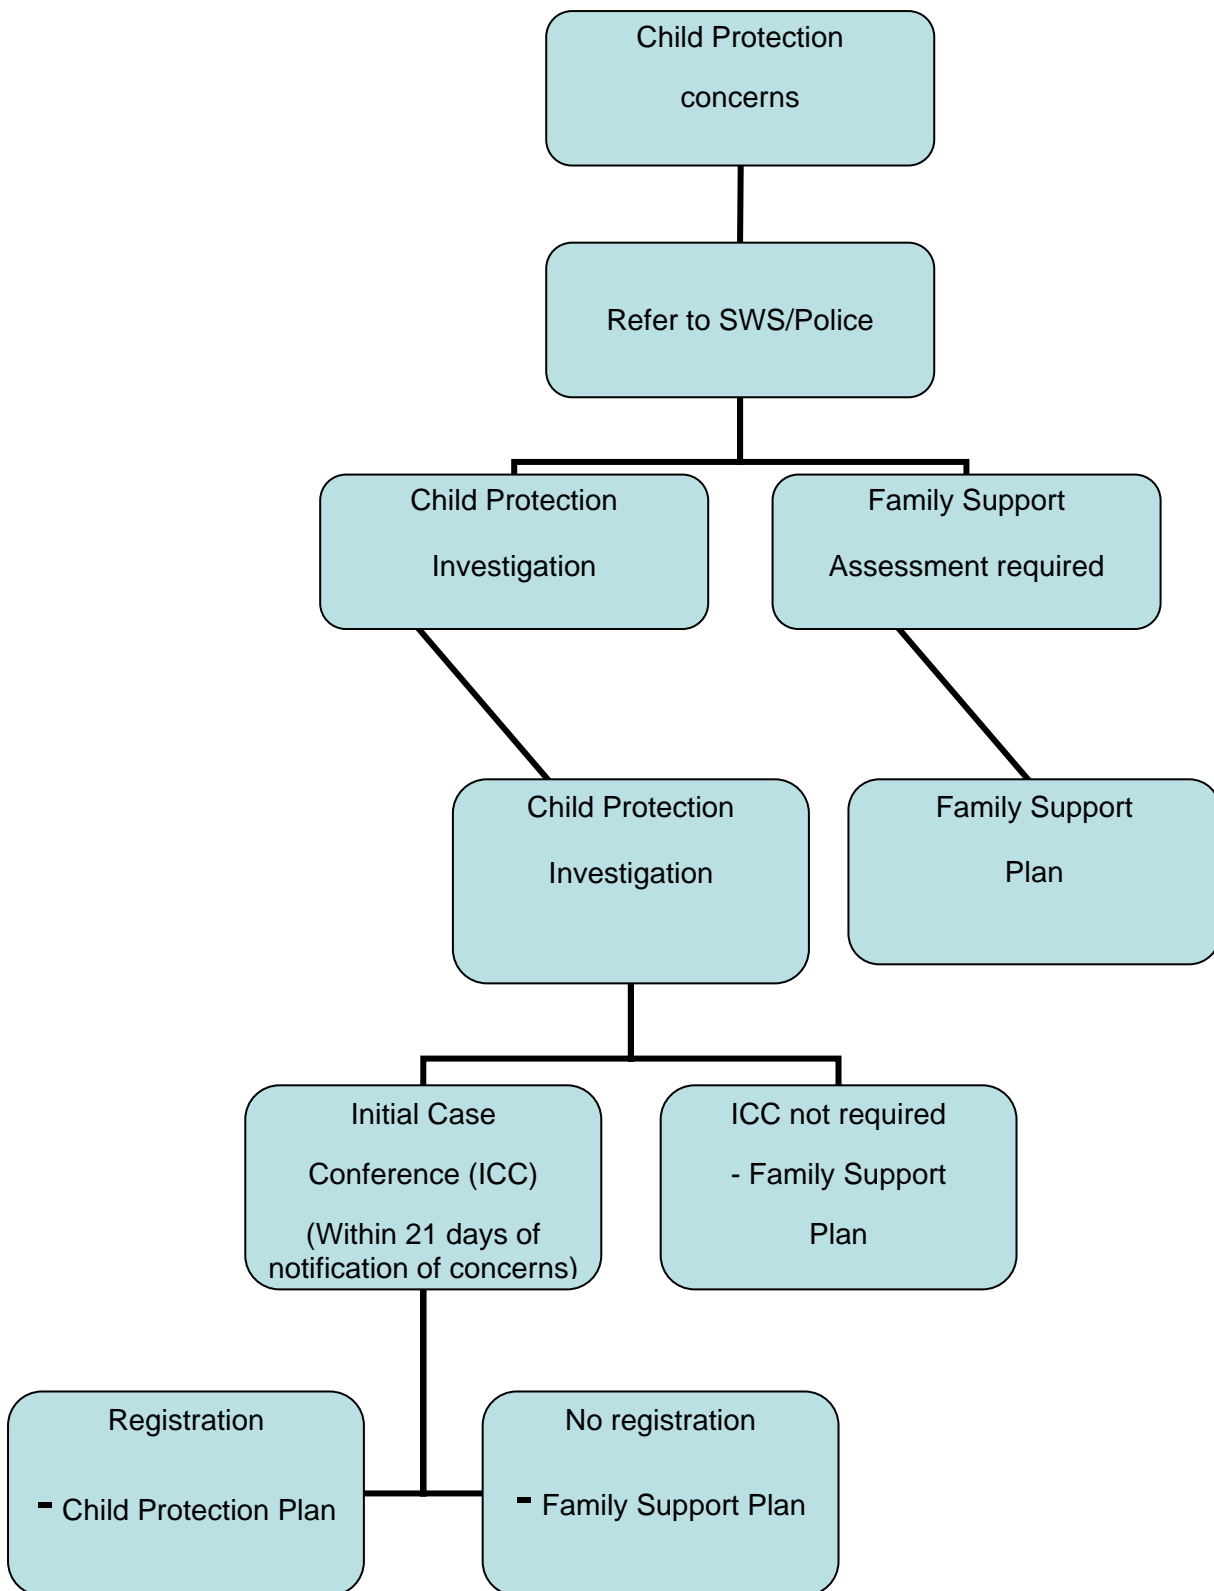 Child Protection
concerns
Refer to SWS/Police
Child Protection
Investigation
Family Support
Assessment required
Child Protection
Investigation
Family Support
Plan
Initial Case
Conference (ICC)
(Within 21 days of
notification of concerns)
ICC not required
- Family Support
Plan
Registration
- Child Protection Plan
No registration
- Family Support Plan